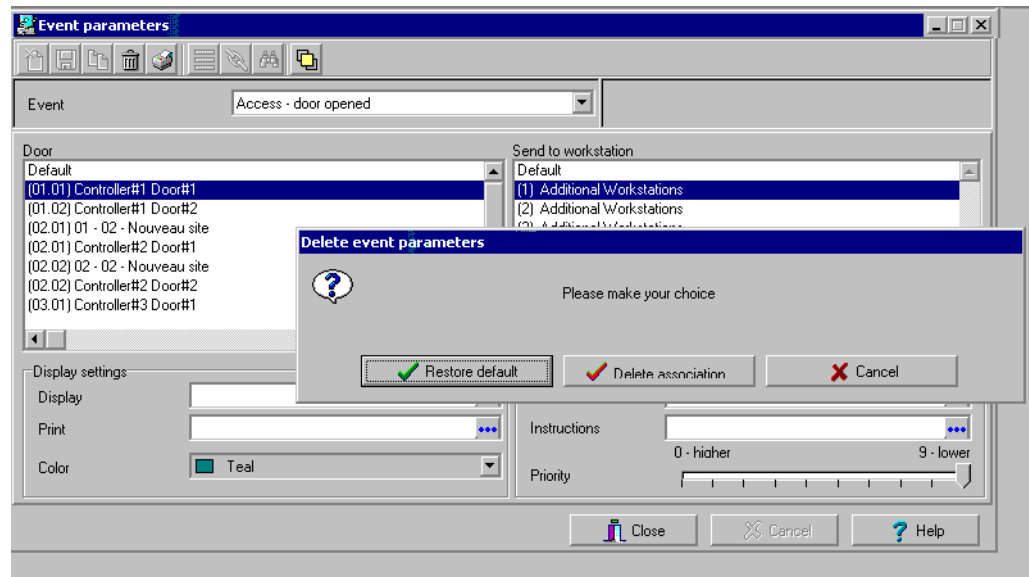 Event parameters
Event
Access - door opened
Door
Default
(01.01) Controller#1 Door#1
(01.02) Controller#1 Door#2
(02.01) 01 - 02 - Nouveau site
(02.01) Controller#2 Door#1
(02.02) 02 - 02 - Nouveau site
(02.02) Controller#2 Door#2
(03.01) Controller#3 Door#1
Send to workstation
Default
(1) Additional Workstations
(2) Additional Workstations
Delete event parameters
Please make your choice
Restore default
Delete association
Cancel
Display settings
Display
Print
Color
Teal
Instructions
0 - higher
9 - lower
Priority
Close
Cancel
Help